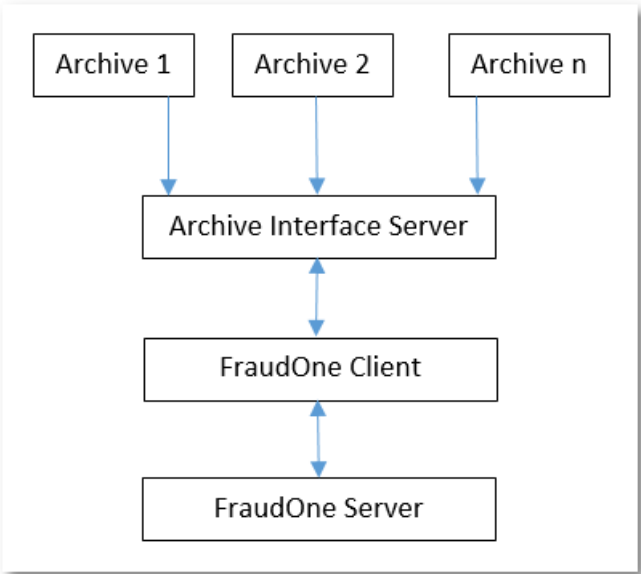 Archive 1
Archive 2
Archive n
Archive Interface Server
FraudOne Client
FraudOne Server